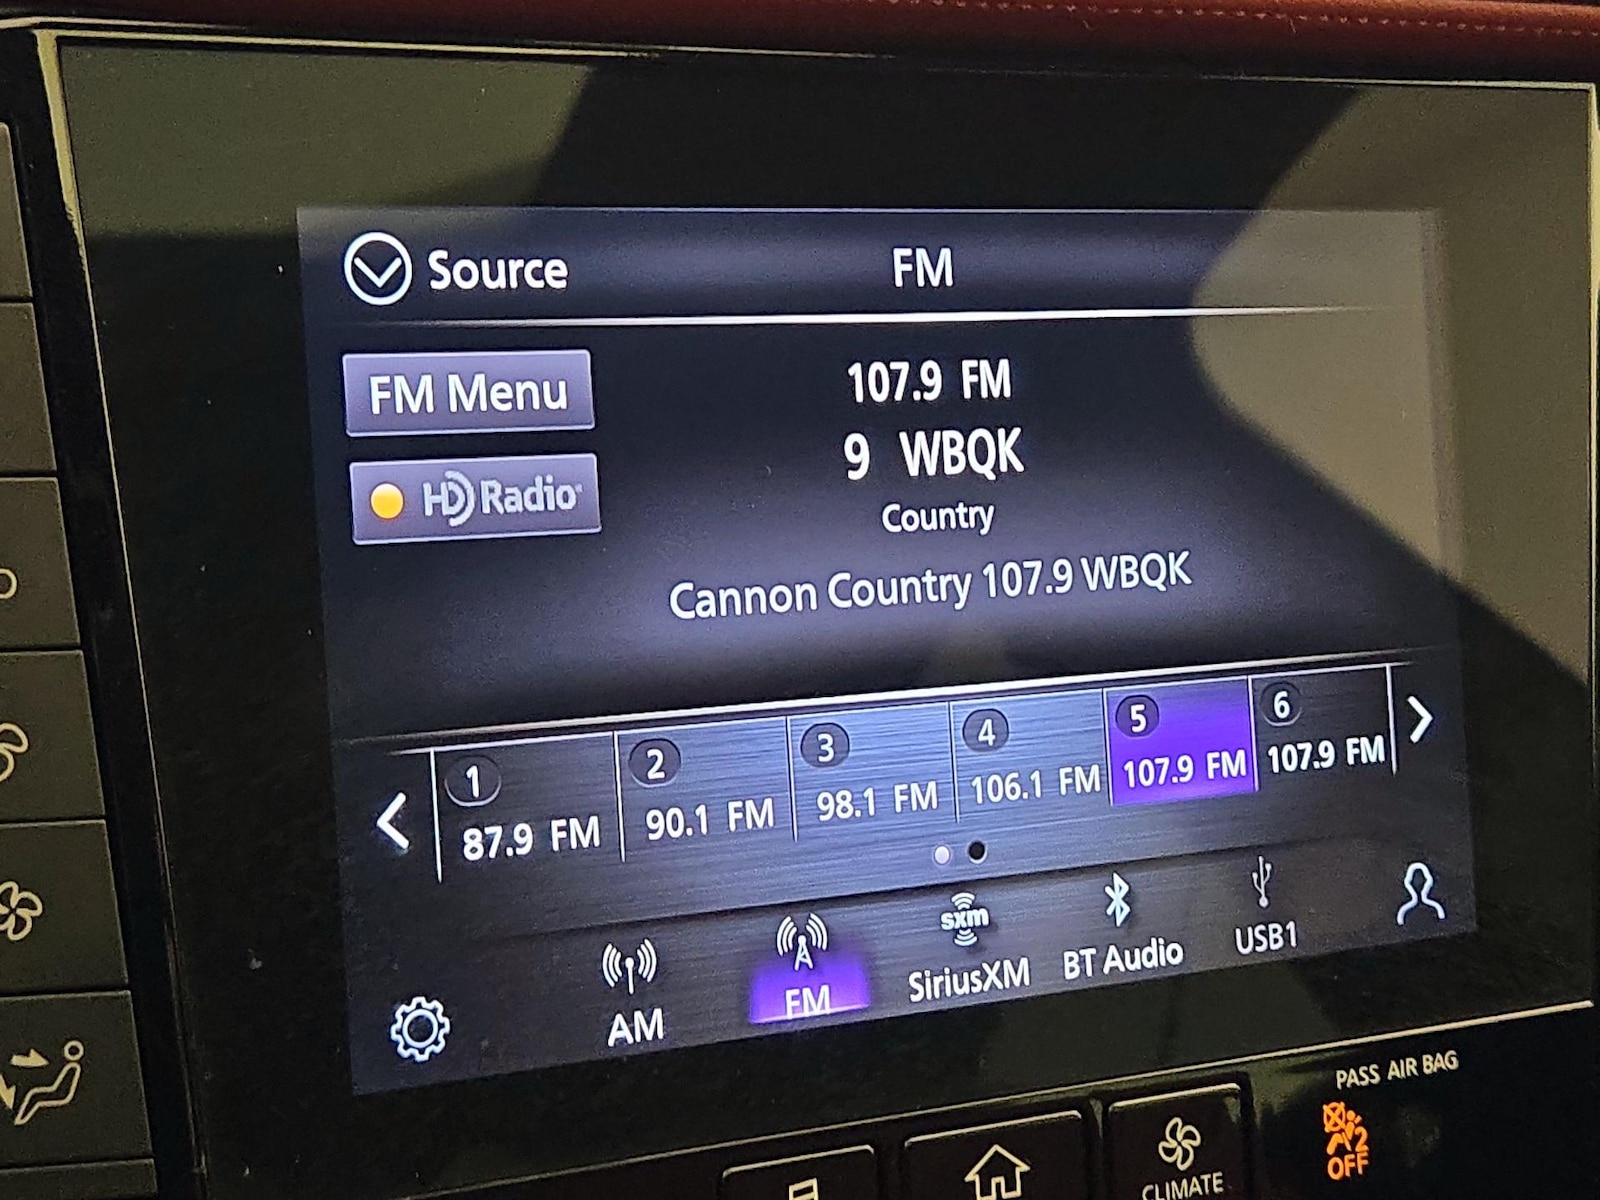 Source FM
FM Menu
107.9 FM
HD Radio
9 WBQK
Country
Cannon Country 107.9 WBQK
1 2 3 4 5 6
87.9 FM 90.1 FM 98.1 FM 106.1 FM 107.9 FM 107.9 FM
sxm
AM FM SiriusXM BT Audio USB1
PASS AIR BAG
2
OFF
CLIMATE